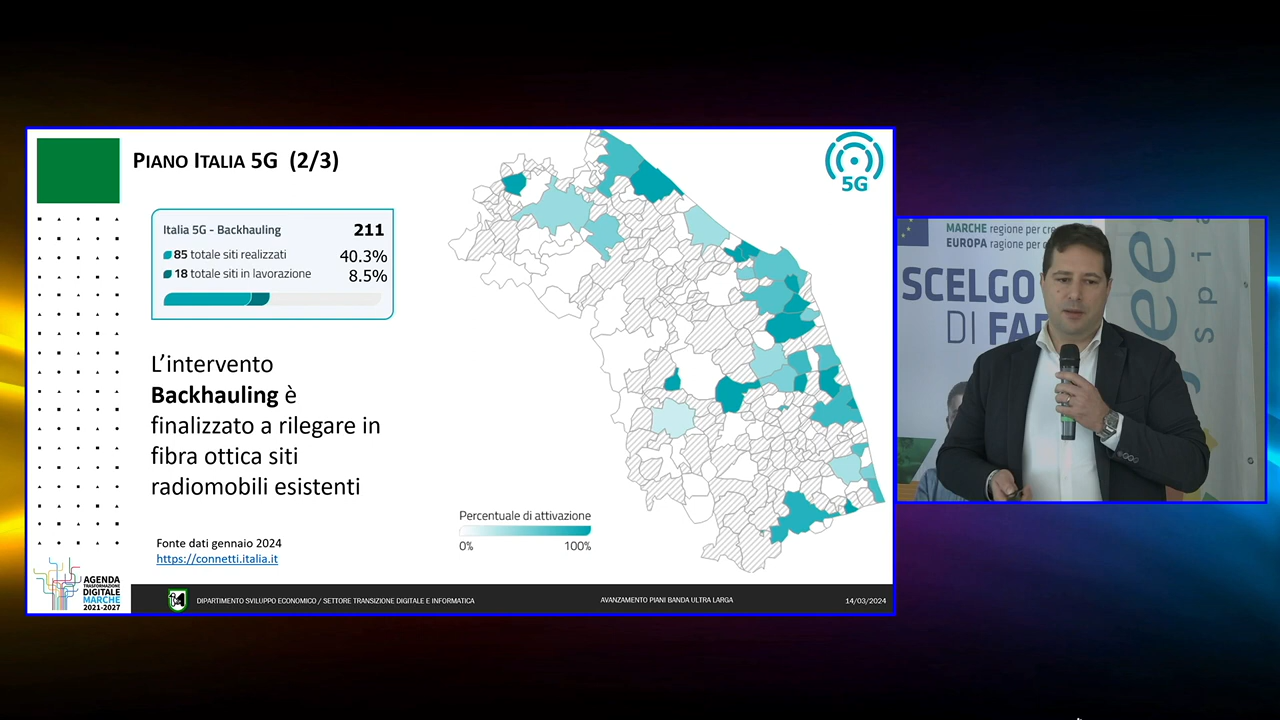 PIANO ITALIA 5G (2/3)
5G
Italia 5G - Backhauling 211
85 totale siti realizzati 40.3%
18 totale siti in lavorazione 8.5%
L'intervento
Backhauling è
finalizzato a rilegare in
fibra ottica siti
radiomobili esistenti
Percentuale di attivazione
0% 100%
Fonte dati gennaio 2024
https://connetti.italia.it
AGENDA
TRASFORMAZIONE
DIGITALE
MARCHE
2021-2027
DIPARTIMENTO SVILUPPO ECONOMICO / SETTORE TRANSIZIONE DIGITALE E INFORMATICA
AVANZAMENTO PIANI BANDA ULTRA LARGA
14/03/2024
MARCHE regione per cre
EUROPA ragione per
SCELGO
DI FA